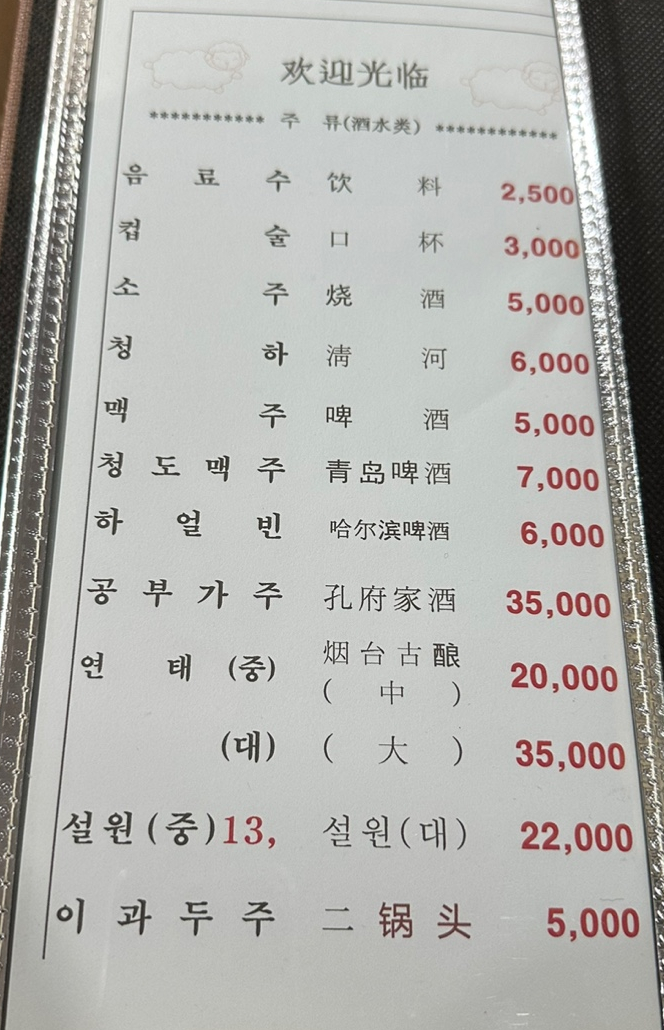 欢迎光临
*********** 주 류(酒水类) ************
음 료 수 饮 料 2,500
컵 술 口 杯 3,000
소 주 烧 酒 5,000
청 하 淸 河 6,000
맥 주 啤 酒 5,000
청 도 맥 주 青岛啤酒 7,000
하 얼 빈 哈尔滨啤酒 6,000
공 부 가 주 孔府家酒 35,000
연 태 (중) 烟台古酿 ( 中 ) 20,000
(대) ( 大 ) 35,000
설원(중)13, 설원(대) 22,000
이 과 두 주 二 锅 头 5,000